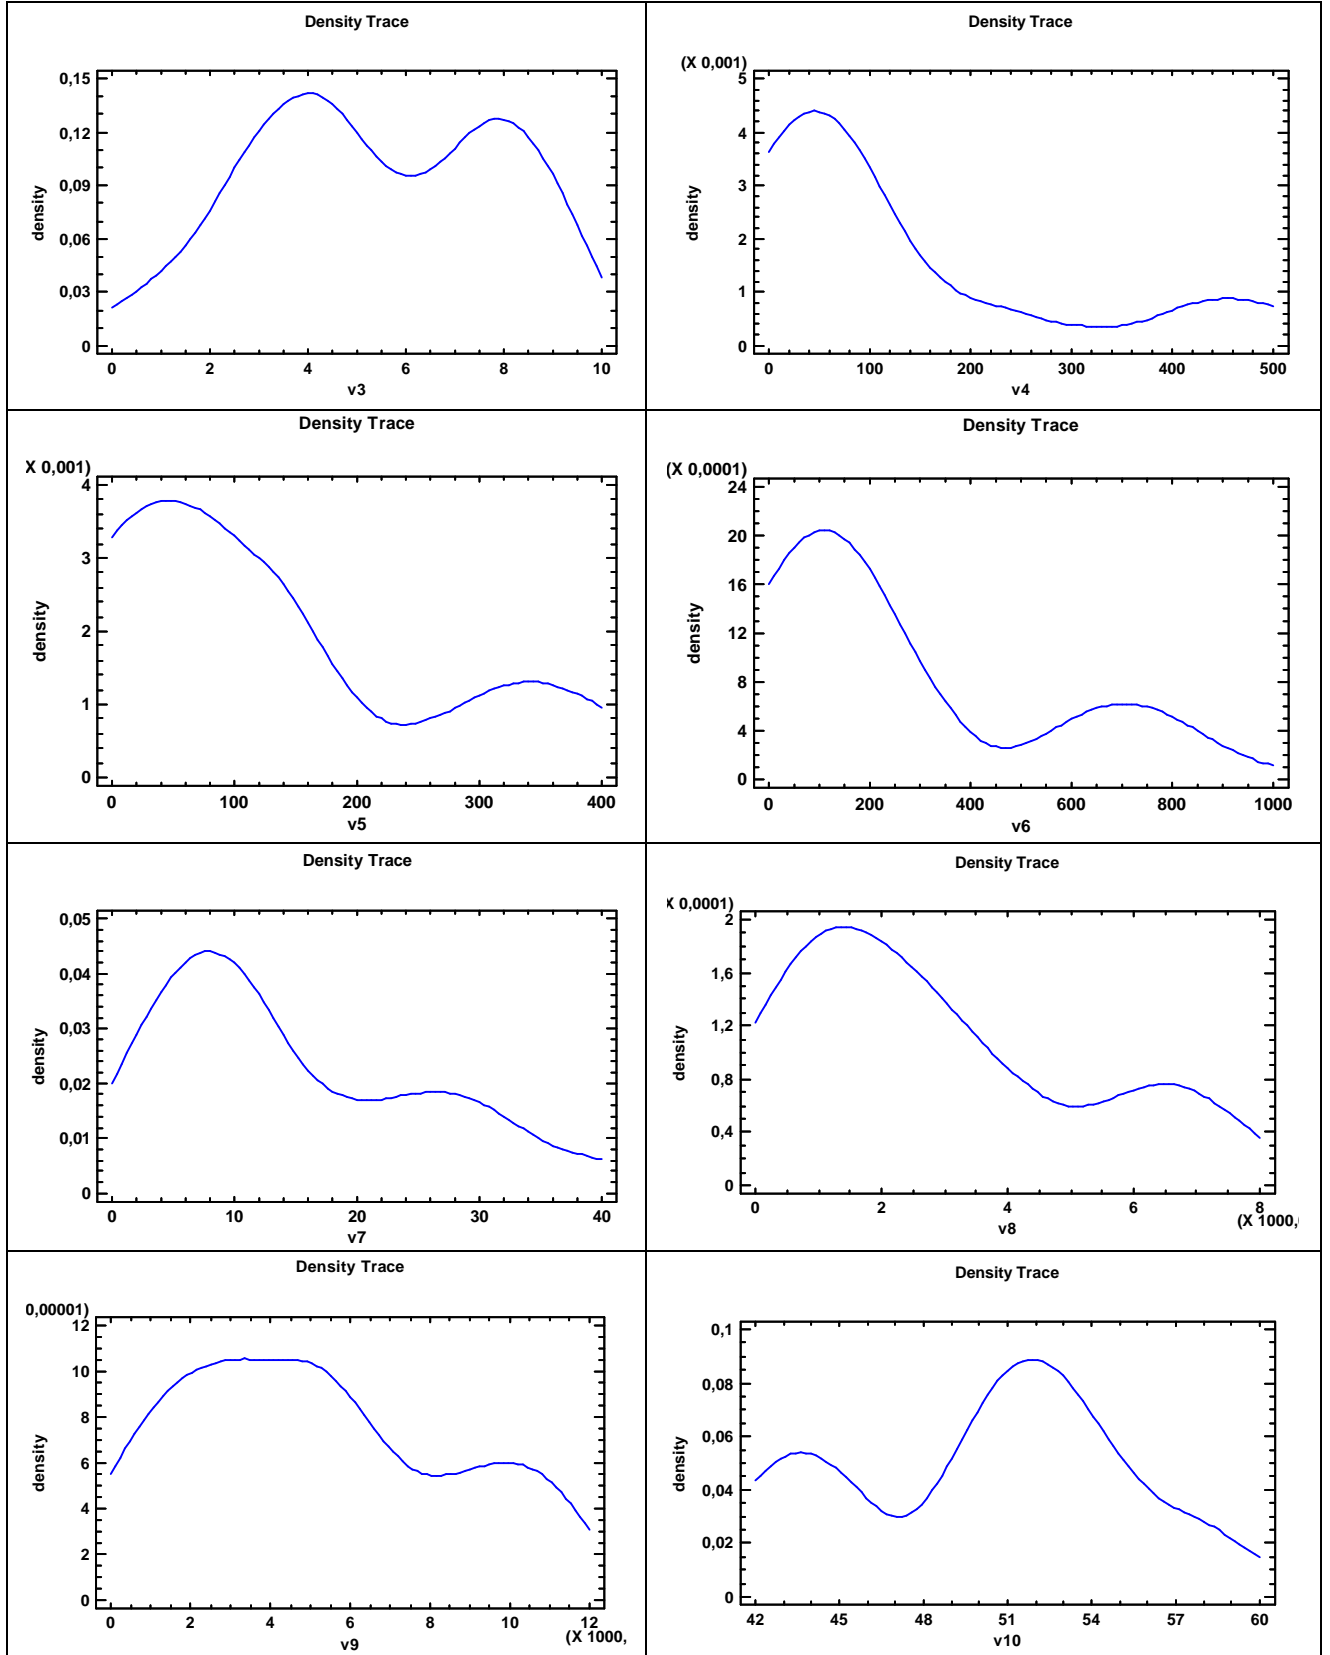 Density Trace
0,15
0,12
0,09
0,06
0,03
0
density
0 2 4 6 8 10
v3
Density Trace
(X 0,001)
5
4
3
2
1
0
density
0 100 200 300 400 500
v4
Density Trace
X 0,001)
4
3
2
1
0
density
0 100 200 300 400
v5
Density Trace
(X 0,0001)
24
20
16
12
8
4
0
density
0 200 400 600 800 1000
v6
Density Trace
0,05
0,04
0,03
0,02
0,01
0
density
0 10 20 30 40
v7
Density Trace
X 0,0001)
2
1,6
1,2
0,8
0,4
0
density
0 2 4 6 8
v8
(X 1000,
Density Trace
0,00001)
12
10
8
6
4
2
0
density
0 2 4 6 8 10 12
v9
(X 1000,
Density Trace
0,1
0,08
0,06
0,04
0,02
0
density
42 45 48 51 54 57 60
v10